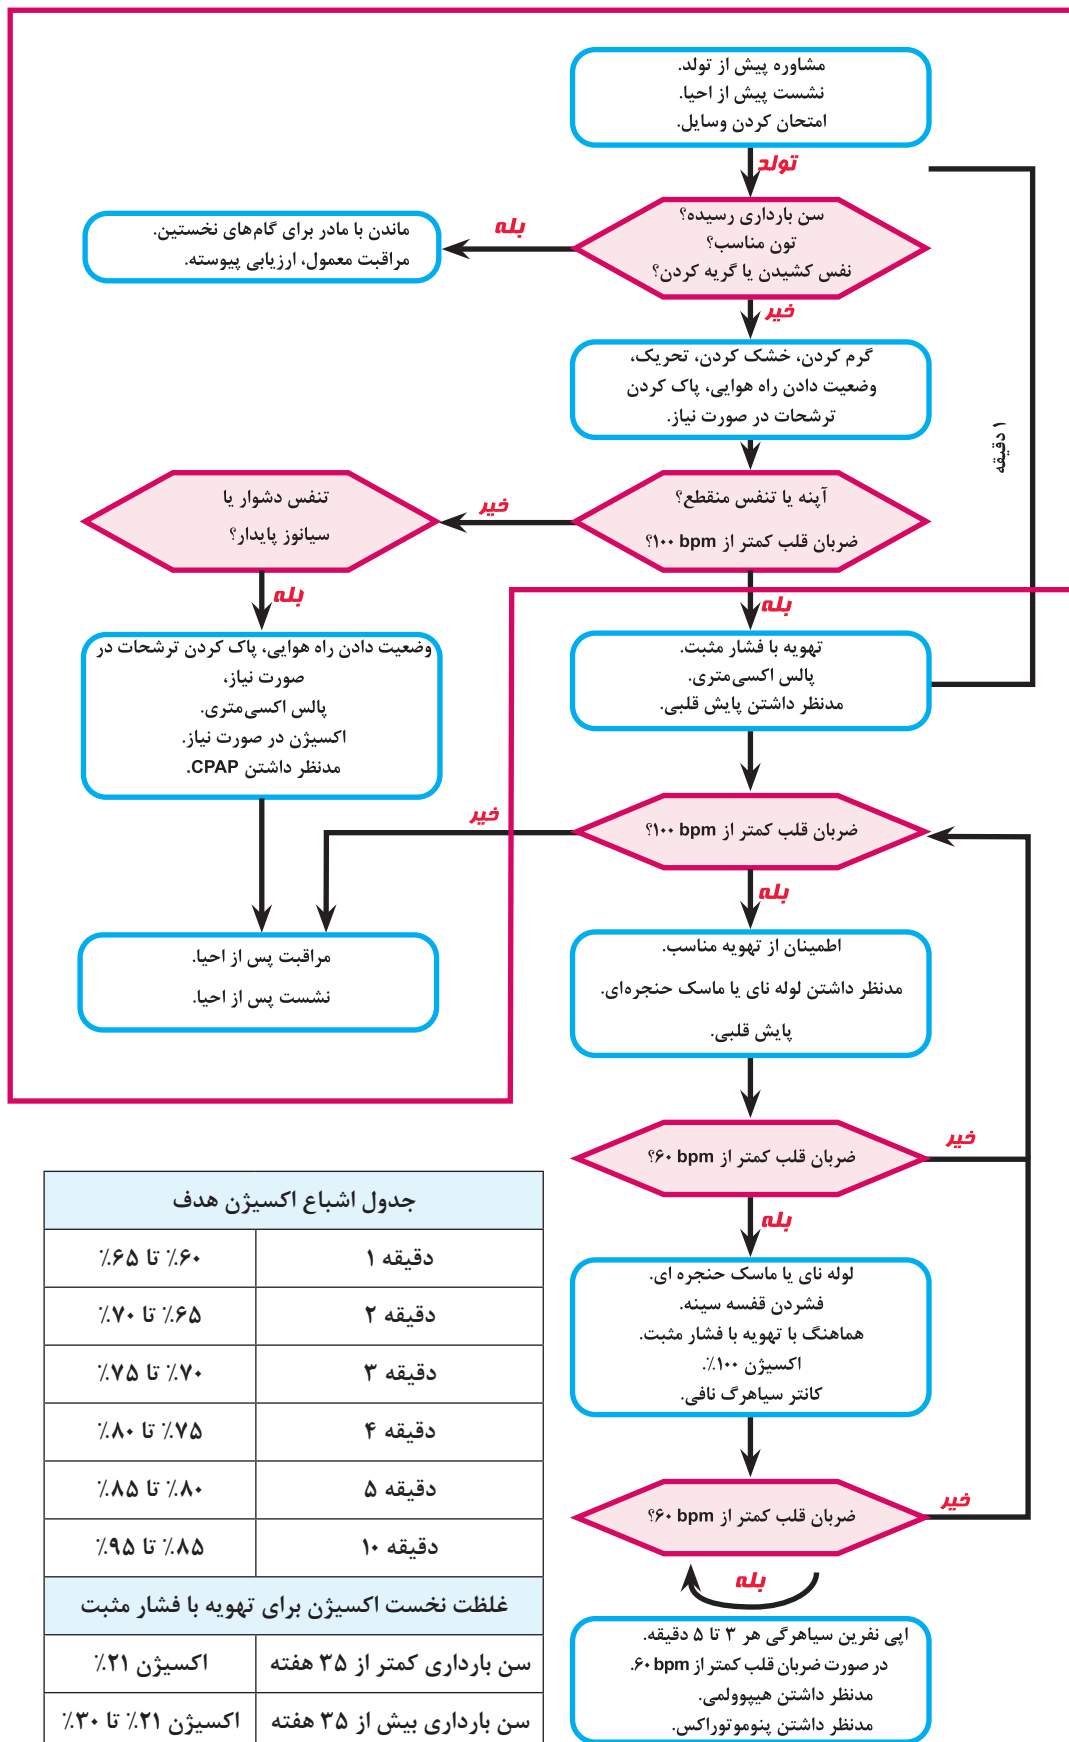 مشاوره پیش از تولد.
نشست پیش از احیا.
امتحان کردن وسایل.
تولد
سن بارداری رسیده؟
تون مناسب؟
نفس کشیدن یا گریه کردن؟
بله
ماندن با مادر برای گام‌های نخستین.
مراقبت معمول، ارزیابی پیوسته.
خیر
گرم کردن، خشک کردن، تحریک،
وضعیت دادن راه هوایی، پاک کردن
ترشحات در صورت نیاز.
۱ دقیقه
آپنه یا تنفس منقطع؟
ضربان قلب کمتر از ۱۰۰ bpm؟
خیر
تنفس دشوار یا
سیانوز پایدار؟
بله
بله
تهویه با فشار مثبت.
پالس اکسی‌متری.
مدنظر داشتن پایش قلبی.
وضعیت دادن راه هوایی، پاک کردن ترشحات در
صورت نیاز،
پالس اکسی‌متری.
اکسیژن در صورت نیاز.
مدنظر داشتن CPAP.
ضربان قلب کمتر از ۱۰۰ bpm؟
خیر
بله
اطمینان از تهویه مناسب.
مدنظر داشتن لوله نای یا ماسک حنجره‌ای.
پایش قلبی.
مراقبت پس از احیا.
نشست پس از احیا.
ضربان قلب کمتر از ۶۰ bpm؟
خیر
بله
لوله نای یا ماسک حنجره ای.
فشردن قفسه سینه.
هماهنگ با تهویه با فشار مثبت.
اکسیژن ۱۰۰٪.
کانتر سیاهرگ نافی.
ضربان قلب کمتر از ۶۰ bpm؟
خیر
بله
اپی نفرین سیاهرگی هر ۳ تا ۵ دقیقه.
در صورت ضربان قلب کمتر از ۶۰ bpm.
مدنظر داشتن هیپوولمی.
مدنظر داشتن پنوموتوراکس.
جدول اشباع اکسیژن هدف
دقیقه ۱ ۶۰٪ تا ۶۵٪
دقیقه ۲ ۶۵٪ تا ۷۰٪
دقیقه ۳ ۷۰٪ تا ۷۵٪
دقیقه ۴ ۷۵٪ تا ۸۰٪
دقیقه ۵ ۸۰٪ تا ۸۵٪
دقیقه ۱۰ ۸۵٪ تا ۹۵٪
غلظت نخست اکسیژن برای تهویه با فشار مثبت
سن بارداری کمتر از ۳۵ هفته اکسیژن ۲۱٪
سن بارداری بیش از ۳۵ هفته اکسیژن ۲۱٪ تا ۳۰٪